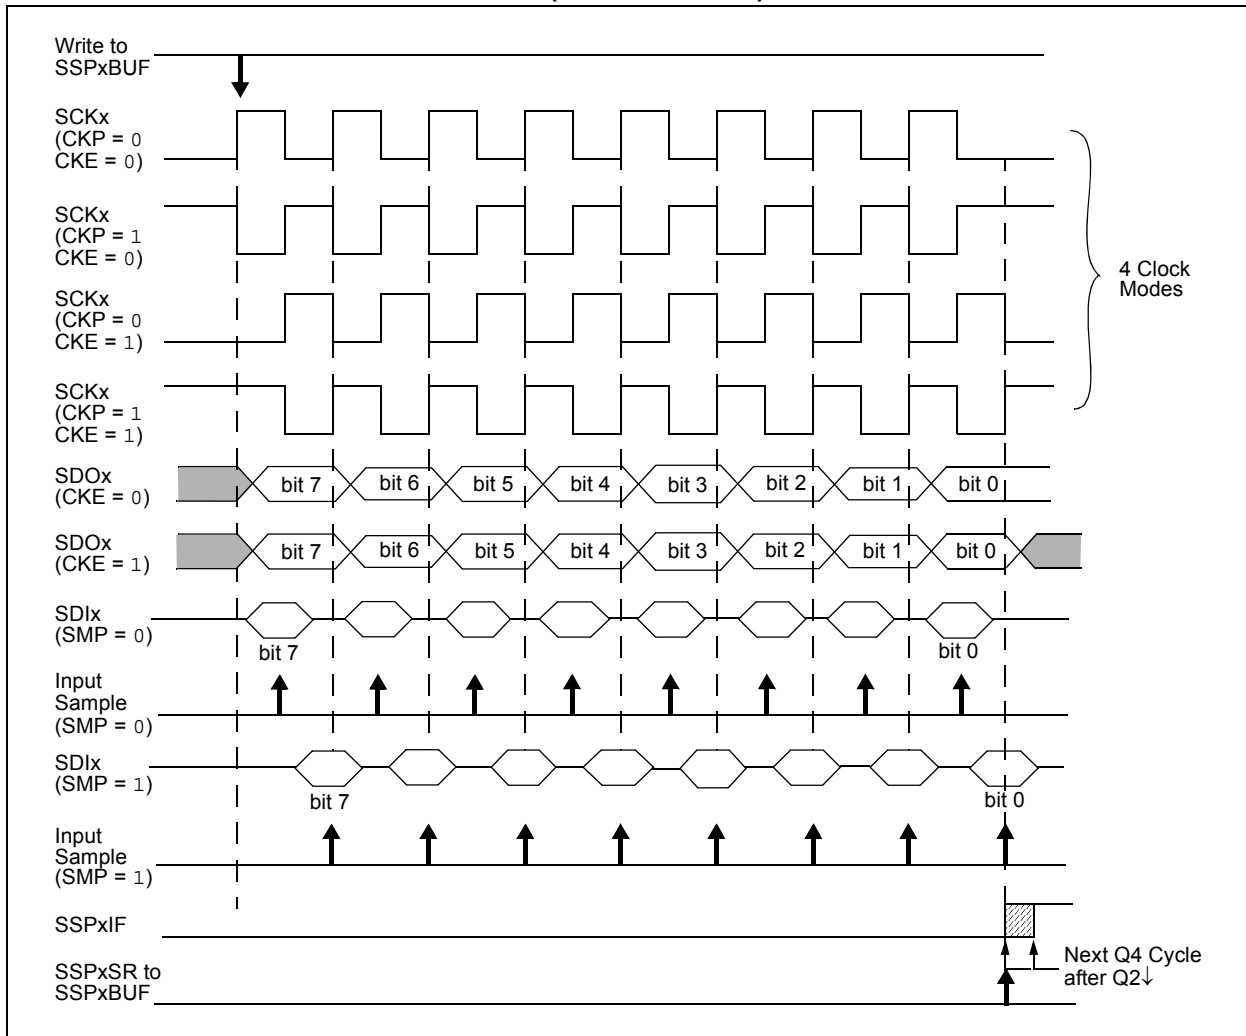 Write to
SSPxBUF
SCKx
(CKP = 0
CKE = 0)
SCKx
(CKP = 1
CKE = 0)
SCKx
(CKP = 0
CKE = 1)
SCKx
(CKP = 1
CKE = 1)
4 Clock
Modes
SDOx
(CKE = 0)
bit 7 bit 6 bit 5 bit 4 bit 3 bit 2 bit 1 bit 0
SDOx
(CKE = 1)
bit 7 bit 6 bit 5 bit 4 bit 3 bit 2 bit 1 bit 0
SDIx
(SMP = 0)
bit 7 bit 0
Input
Sample
(SMP = 0)
SDIx
(SMP = 1)
bit 7 bit 0
Input
Sample
(SMP = 1)
SSPxIF
SSPxSR to
SSPxBUF
Next Q4 Cycle
after Q2↓